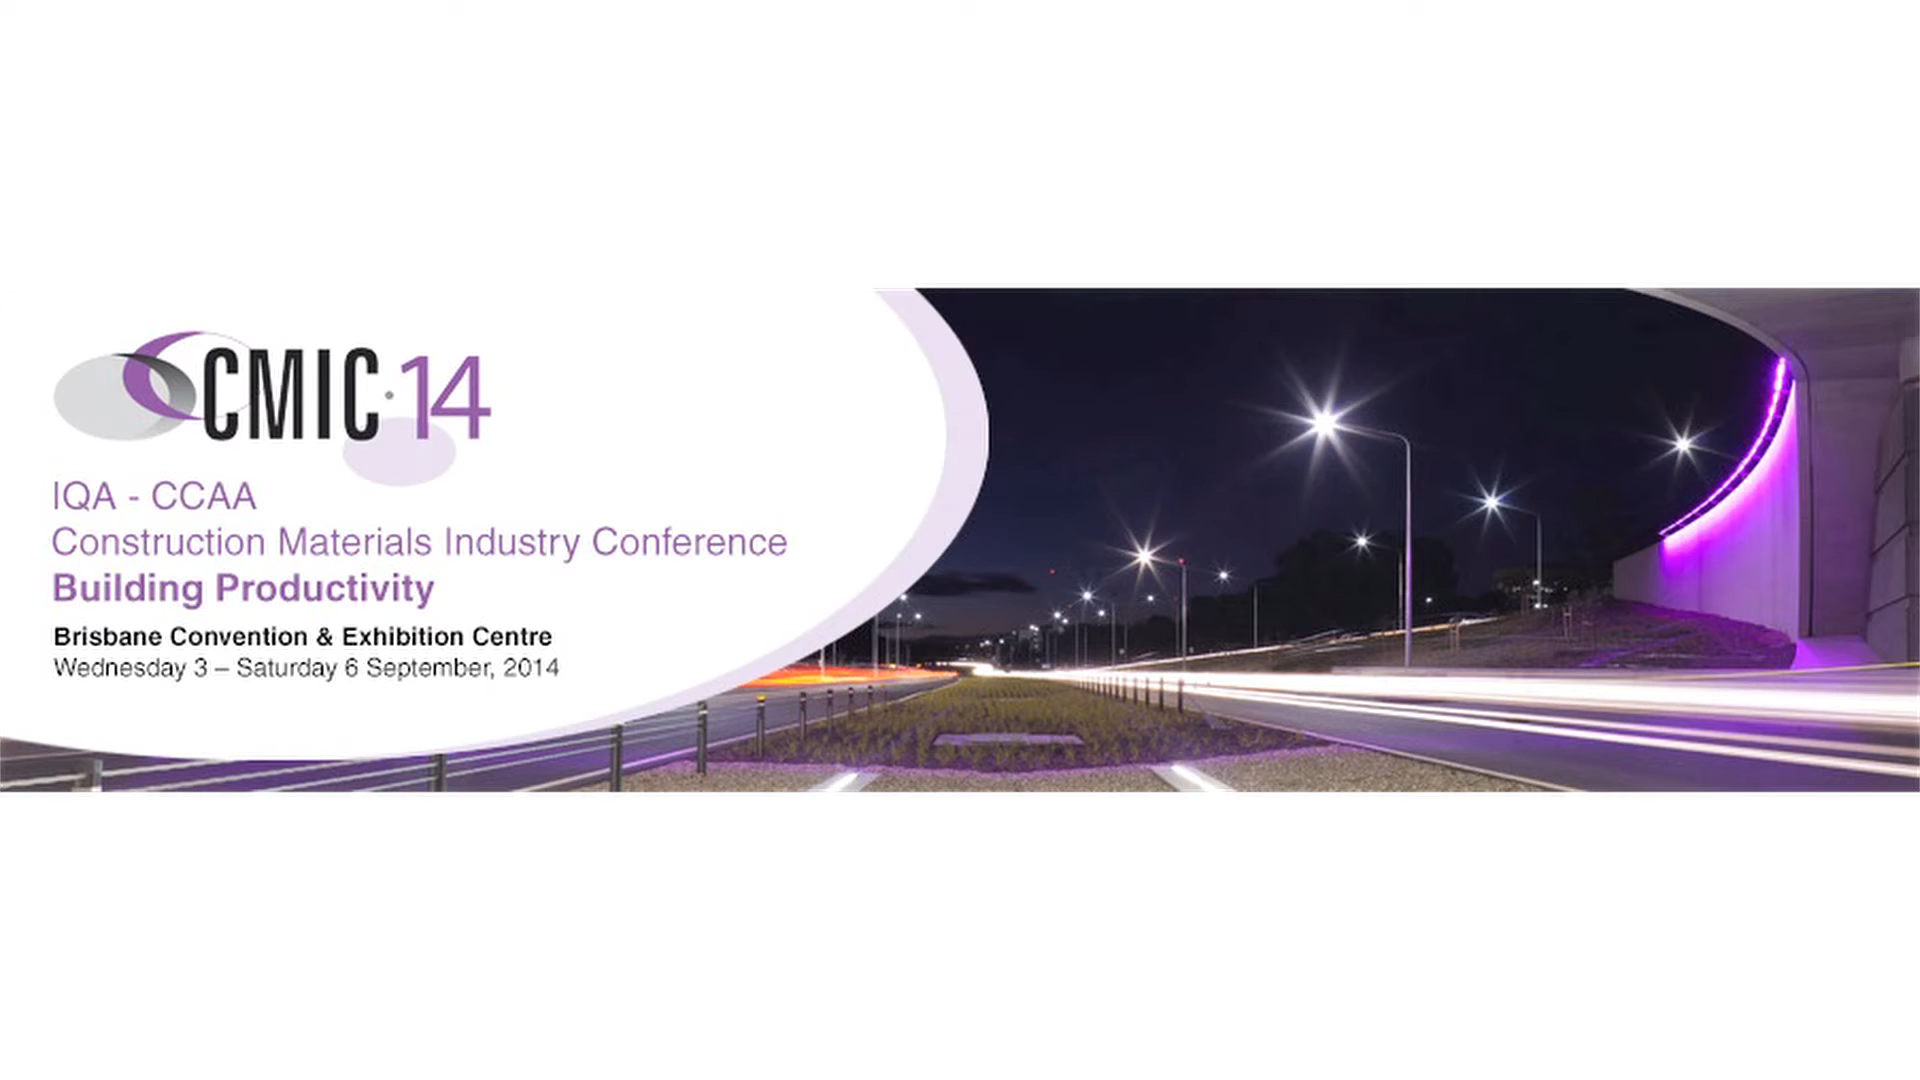 CMIC·14
IQA - CCAA
Construction Materials Industry Conference
Building Productivity
Brisbane Convention & Exhibition Centre
Wednesday 3 – Saturday 6 September, 2014